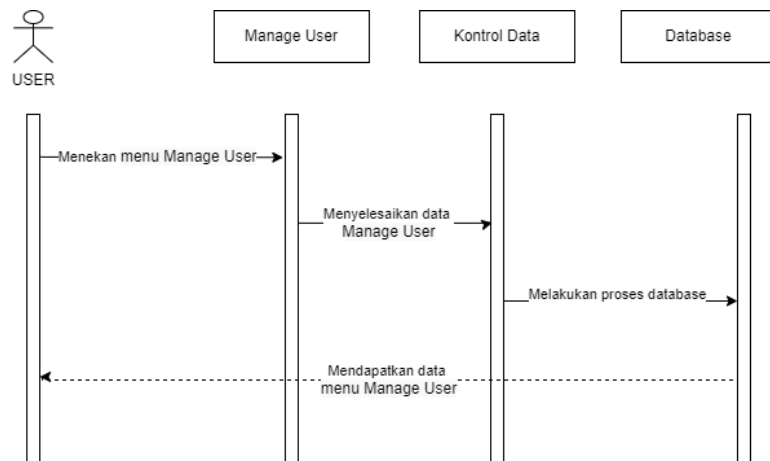 USER
Manage User
Kontrol Data
Database
Menekan menu Manage User
Menyelesaikan data
Manage User
Melakukan proses database
Mendapatkan data
menu Manage User